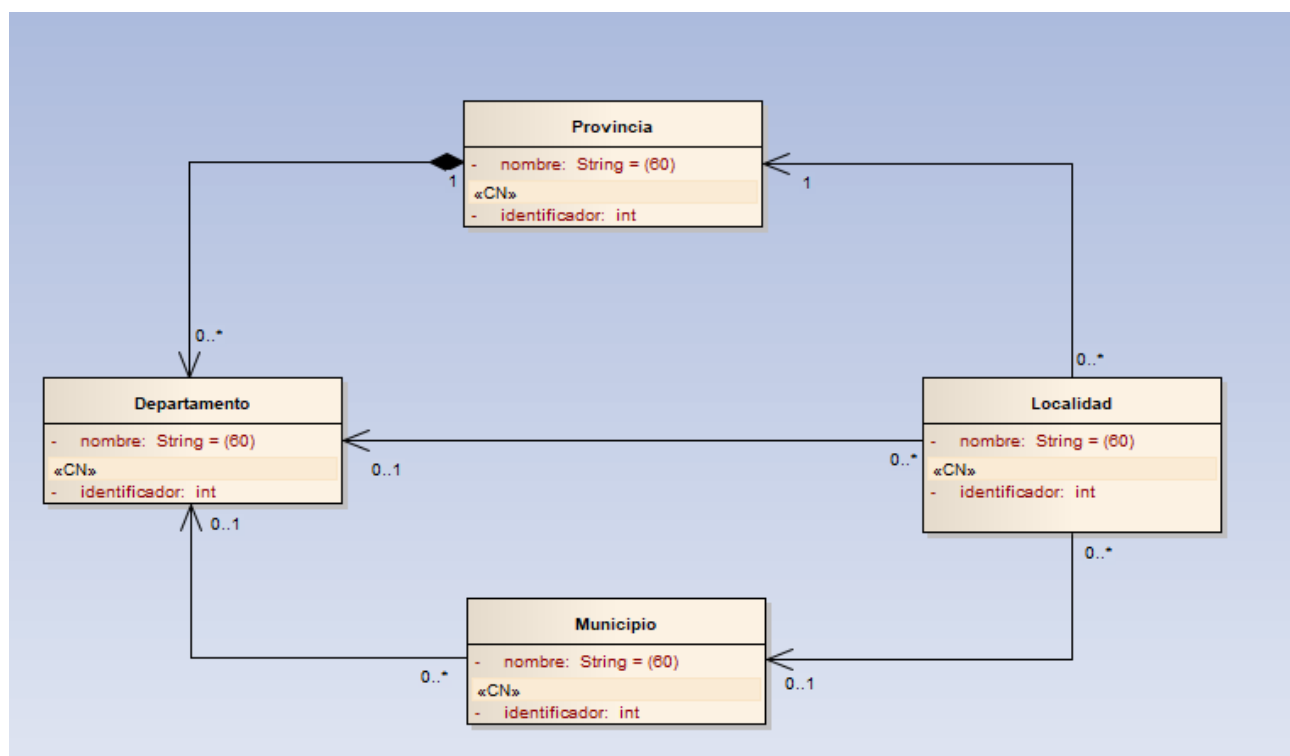 Provincia
- nombre: String = (60)
«CN»
- identificador: int
1
1
0..*
0..*
Departamento
- nombre: String = (60)
«CN»
- identificador: int
Localidad
- nombre: String = (60)
«CN»
- identificador: int
0..1
0..*
0..1
0..*
Municipio
- nombre: String = (60)
«CN»
- identificador: int
0..*
0..1